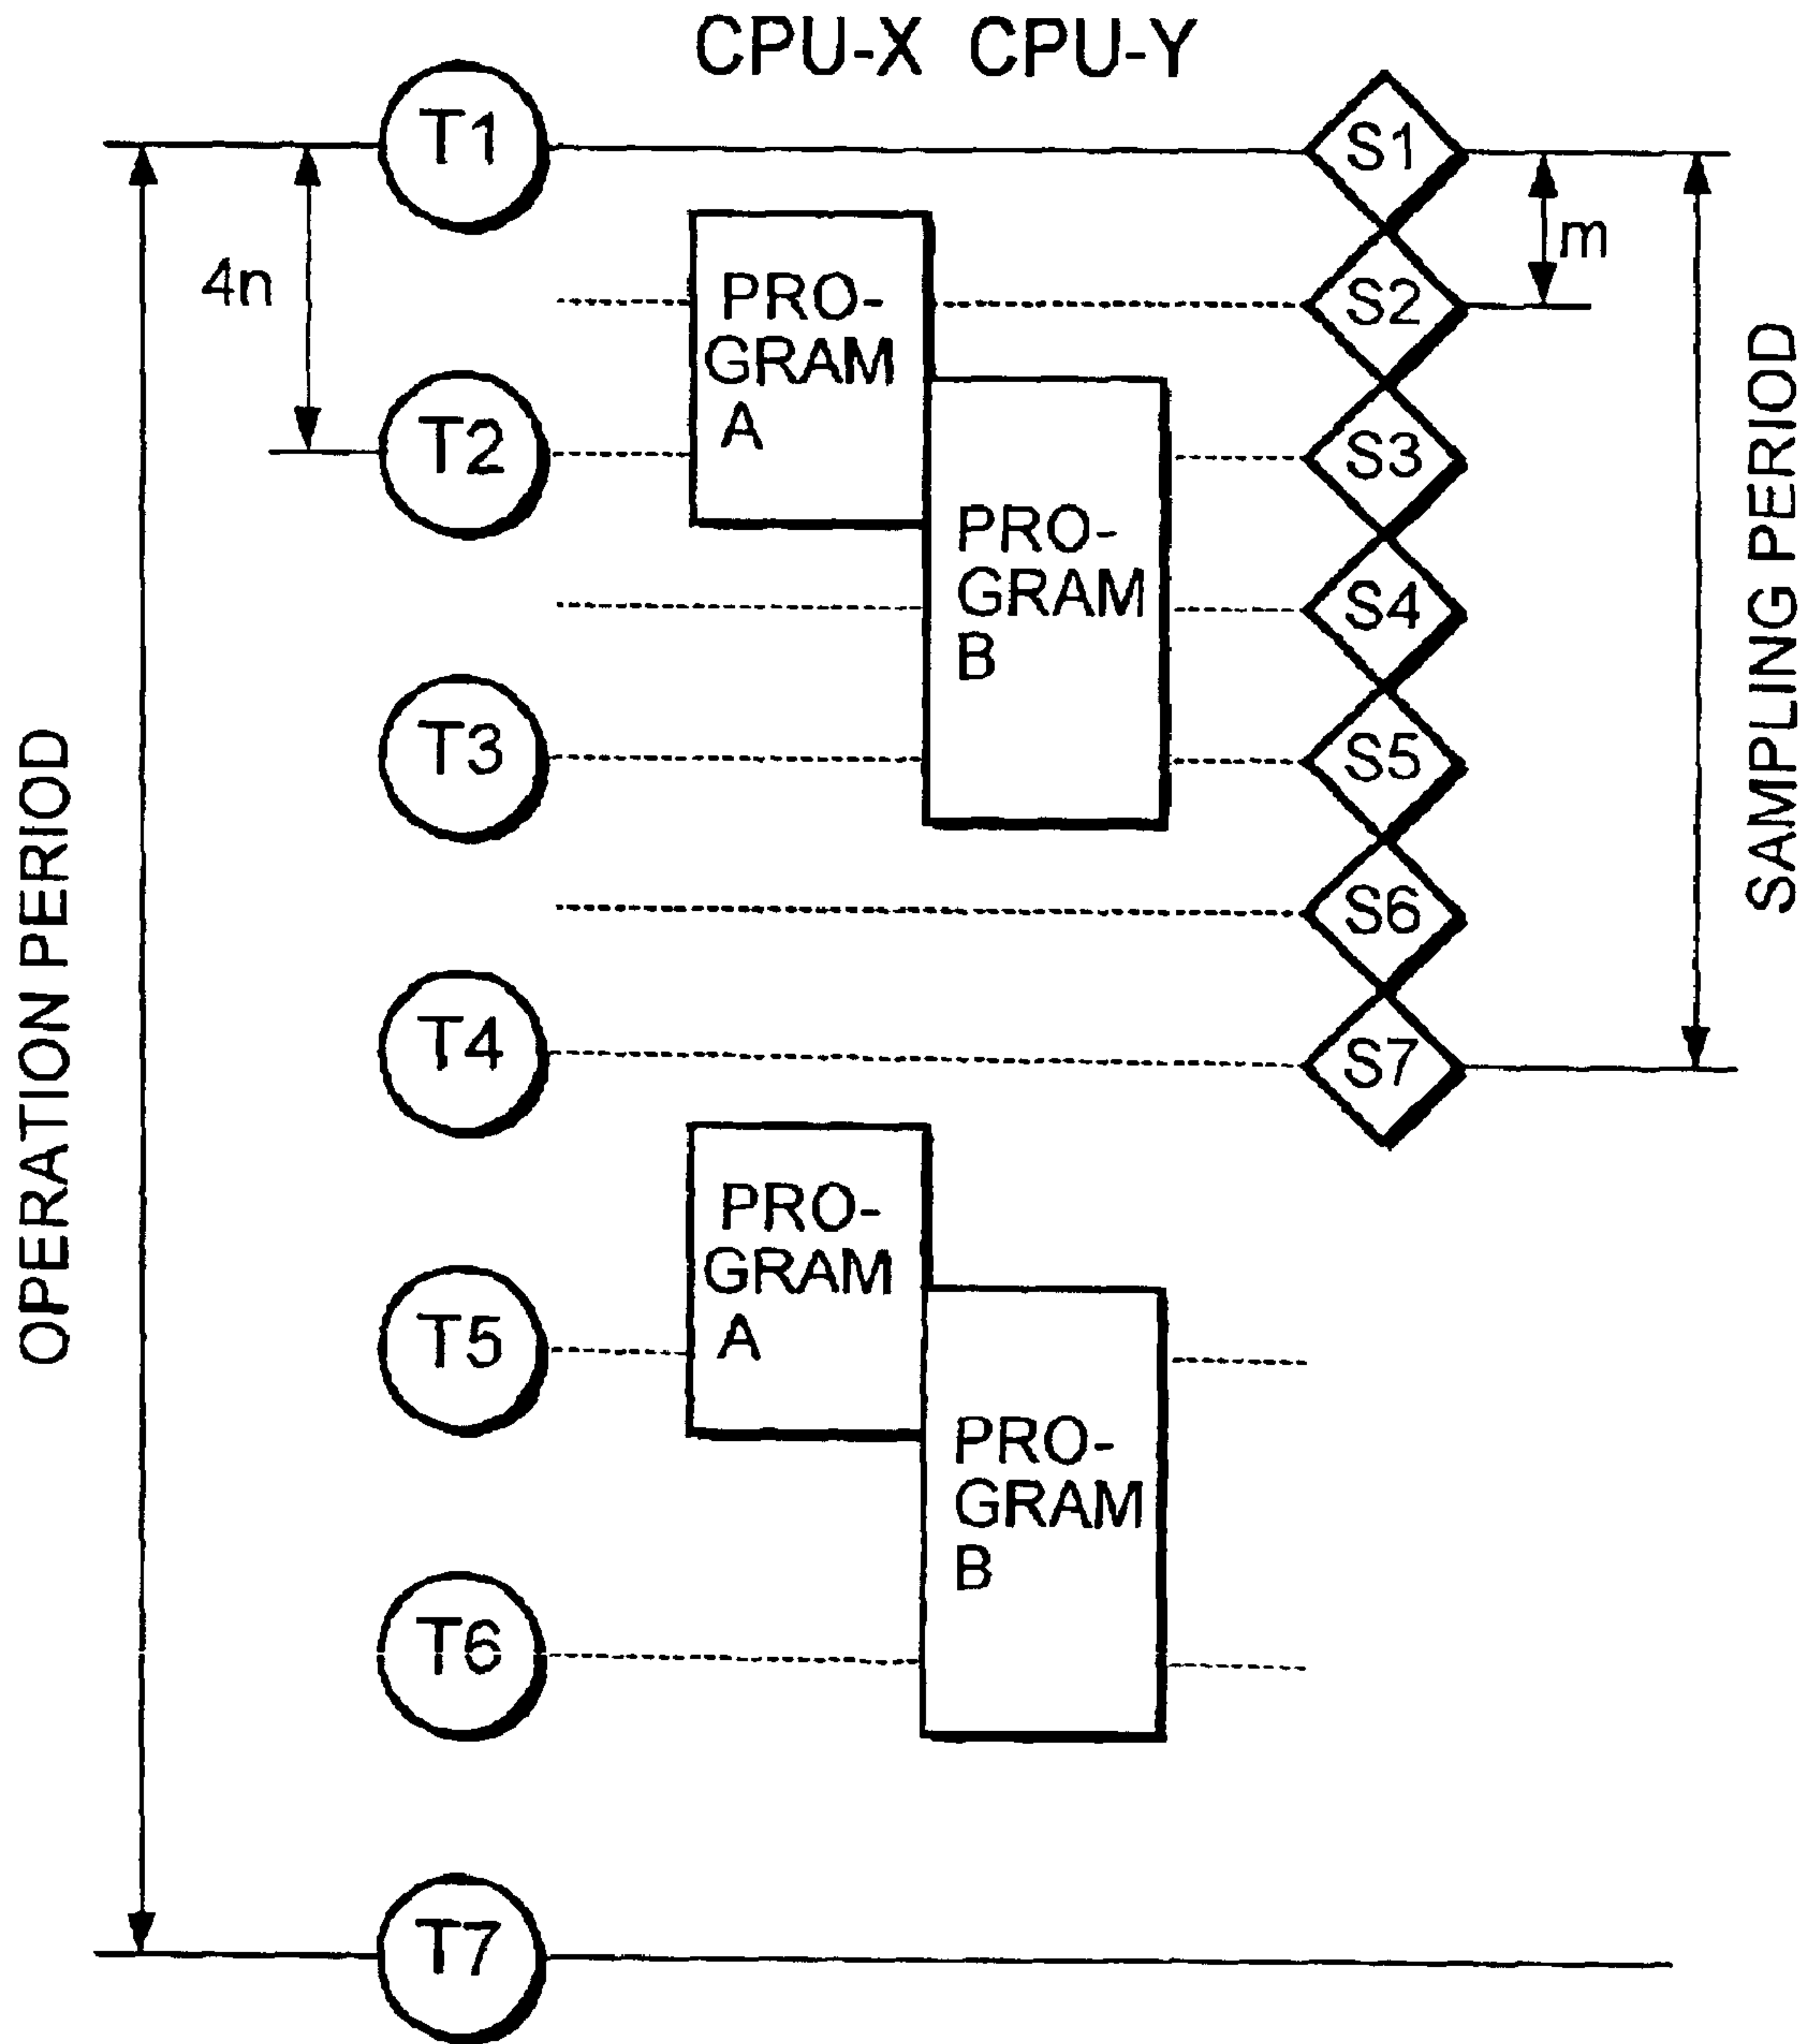 CPU-X CPU-Y
T1
S1
m
4n
PRO-
GRAM
A
S2
T2
S3
PRO-
GRAM
B
S4
T3
S5
S6
T4
S7
OPERATION PERIOD
SAMPLING PERIOD
PRO-
GRAM
A
T5
PRO-
GRAM
B
T6
T7